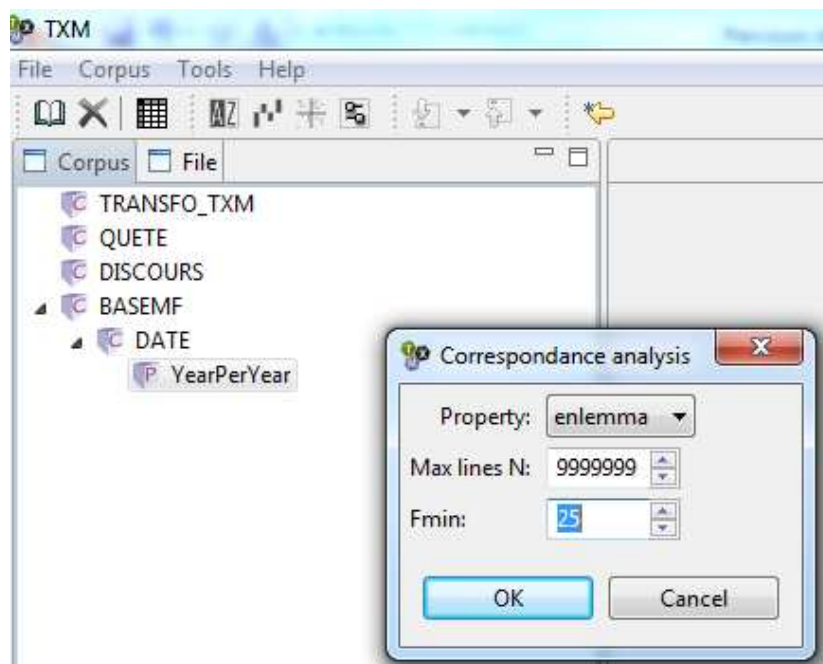 TXM
File Corpus Tools Help
Corpus File
TRANSFO_TXM
QUETE
DISCOURS
BASEMF
DATE
YearPerYear
Correspondance analysis
Property: enlemma
Max lines N: 9999999
Fmin: 25
OK Cancel